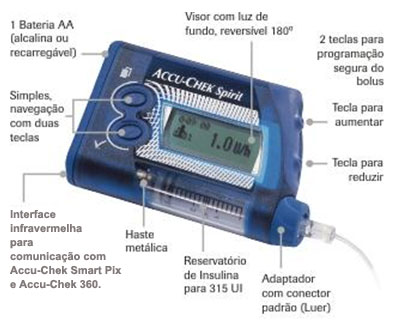 1 Bateria AA
(alcalina ou
recarregável)
Visor com luz de
fundo, reversível 180º
2 teclas para
programação
segura do
bolus
Simples,
navegação
com duas
teclas
ACCU-CHEK Spirit
Tecla para
aumentar
1.0
Tecla para
reduzir
Interface
infravermelha
para
comunicação com
Accu-Chek Smart Pix
e Accu-Chek 360.
Haste
metálica
Reservatório
de Insulina
para 315 UI
Adaptador
com conector
padrão (Luer)